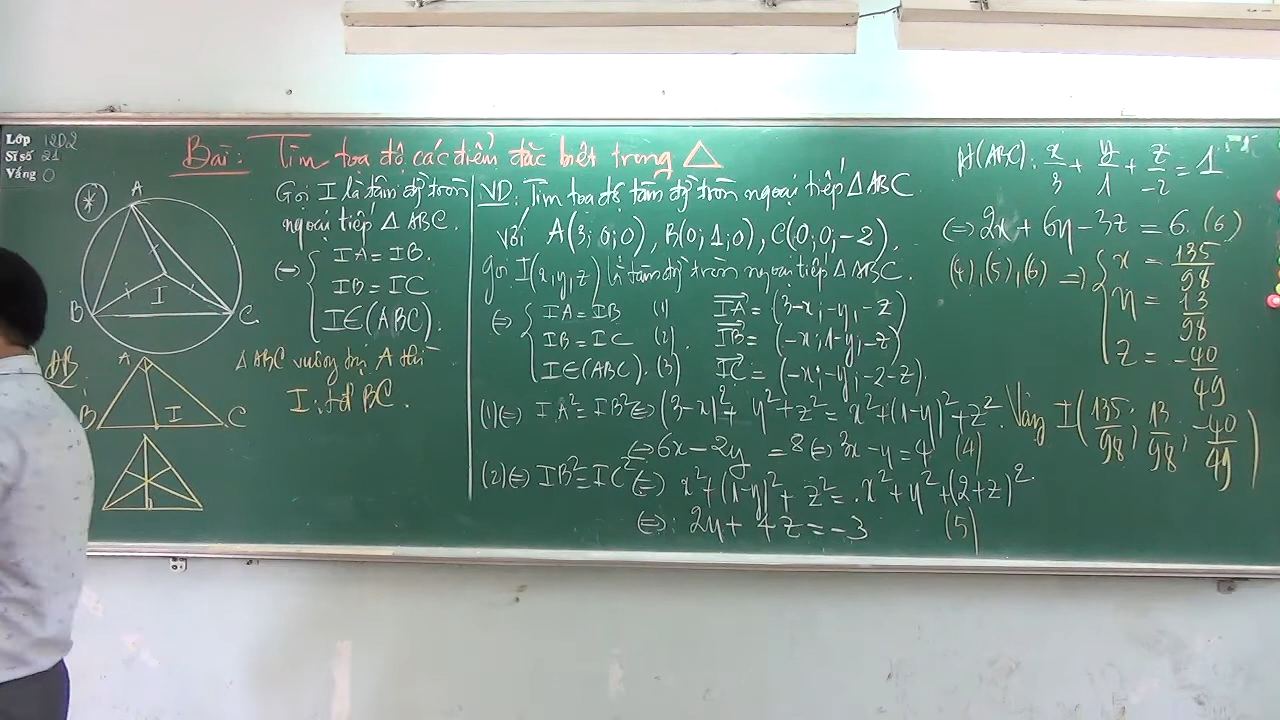 Lớp 12D2
Sĩ số 21
Vắng 0
Bài: Tìm tọa độ các điểm đặc biệt trong △
*
A
B
C
I
Gọi I là tâm đg tròn
ngoại tiếp △ ABC.
⇔ { IA = IB.
IB = IC
I ∈ (ABC).
ĐB
A
B
I
C
△ ABC vuông tại A thì
I: tđ BC.
VD: Tìm tọa độ tâm đg tròn ngoại tiếp △ ABC
với A(3; 0; 0), B(0; 1; 0), C(0; 0; -2).
gọi I(x, y, z) là tâm đg tròn ngoại tiếp △ ABC.
⇔ { IA = IB (1) IA = (3-x; -y; -z)
IB = IC (2). IB = (-x; 1-y; -z)
I ∈ (ABC). (3) IC = (-x; -y; -2-z).
(1) ⇔ IA² = IB² ⇔ (3-x)² + y² + z² = x² + (1-y)² + z².
⇔ 6x - 2y = 8 ⇔ 3x - y = 4 (4)
(2) ⇔ IB² = IC² ⇔ x² + (1-y)² + z² = x² + y² + (2+z)².
⇔ 2y + 4z = -3 (5)
pt (ABC): x/3 + y/1 + z/-2 = 1
⇔ 2x + 6y - 3z = 6. (6)
(4), (5), (6) ⇒ { x = 135/98
y = 13/98
z = -40/49
Vậy I(135/98; 13/98; -40/49)